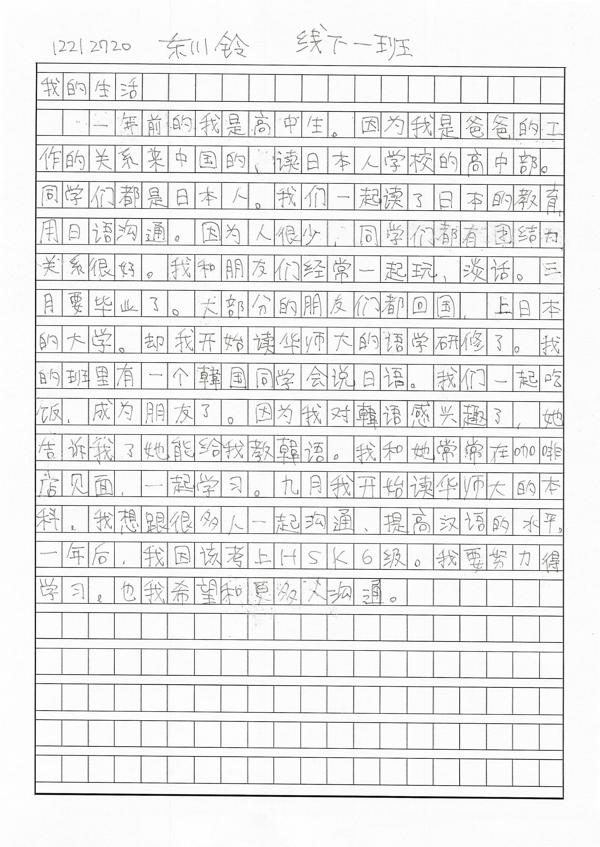 12212720 东川铃 线下一班
我的生活
一年前的我是高中生。因为我是爸爸的工
作的关系来中国的、读日本人学校的高中部。
同学们都是日本人。我们一起读了日本的教育,
用日语沟通。因为人很少,同学们都有团结力,
关系很好。我和朋友们经常一起玩、淡话。三
月要毕业了。大部分的朋友们都回国,上日本
的大学。却我开始读华师大的语学研修了。我
的班里有一个韓国同学会说日语。我们一起吃
饭,成为朋友了。因为我对韓语感兴趣了,她
告诉我了她能给我教韓语。我和她常常在咖啡
店见面,一起学习。九月我开始读华师大的本
科。我想跟很多人一起沟通、提高汉语的水平。
一年后,我因该考上HSK6级。我要努力得
学习。也我希望和更多人沟通。